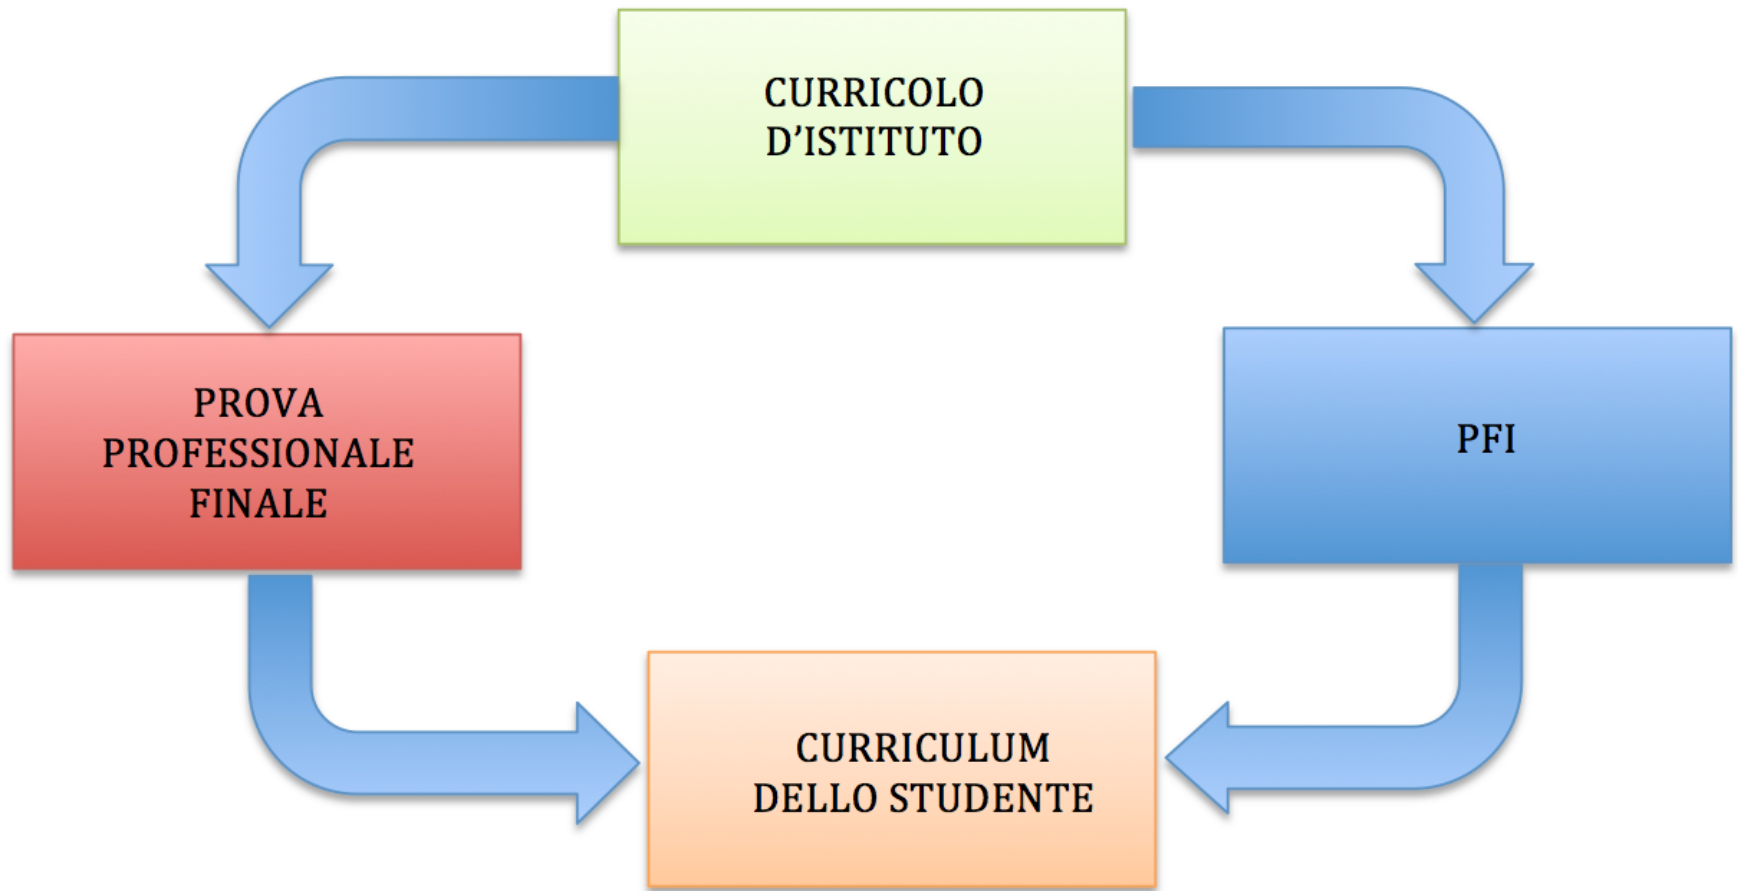 CURRICOLO
D'ISTITUTO
PROVA
PROFESSIONALE
FINALE
PFI
CURRICULUM
DELLO STUDENTE